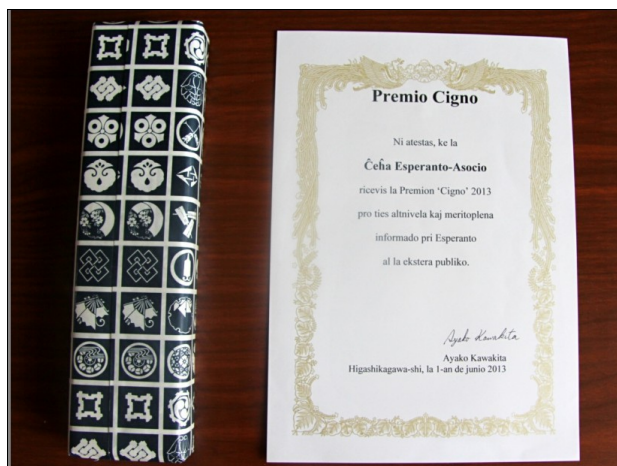 Premio Cigno
Ni atestas, ke la
Ĉeĥa Esperanto-Asocio
ricevis la Premion 'Cigno' 2013
pro ties altnivela kaj meritoplena
informado pri Esperanto
al la ekstera publiko.
Ayako Kawakita
Ayako Kawakita
Higashikagawa-shi, la 1-an de junio 2013